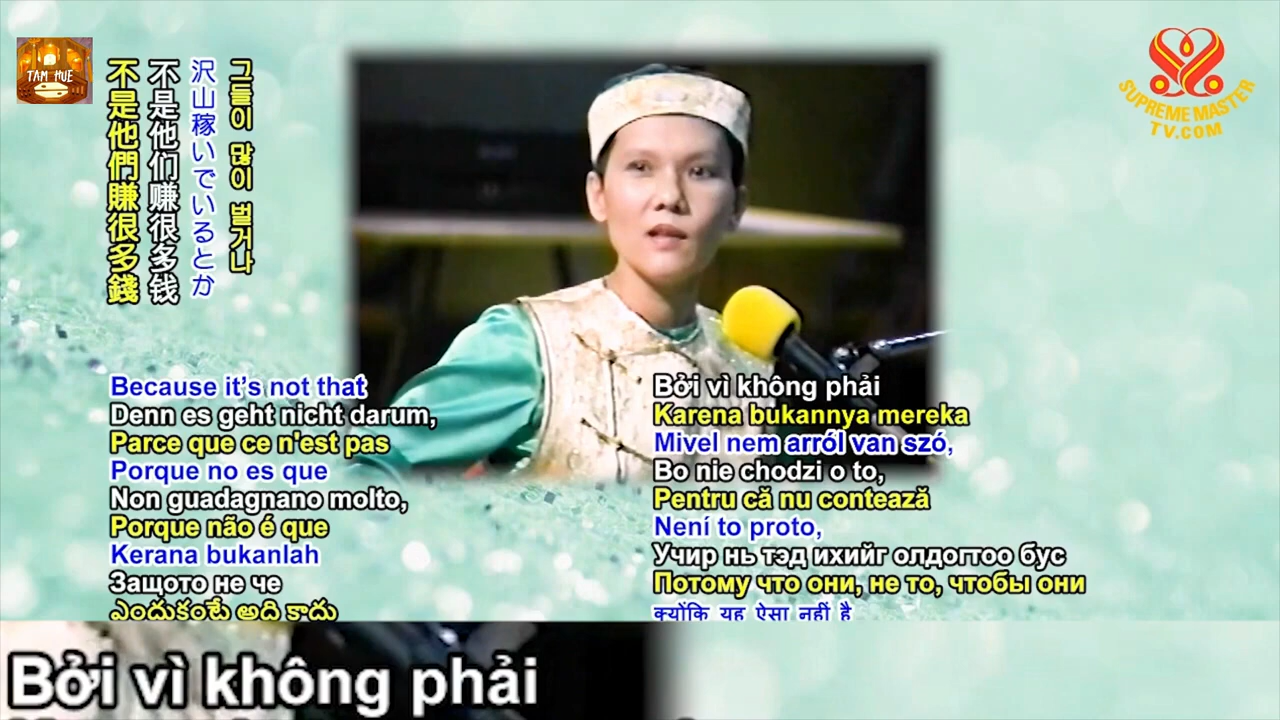 TAM HUE
SUPREME MASTER
TV.COM
不是他們賺很多錢
不是他们赚很多钱
沢山稼いでいるとか
그들이 많이 벌거나
Because it's not that
Denn es geht nicht darum,
Parce que ce n'est pas
Porque no es que
Non guadagnano molto,
Porque não é que
Kerana bukanlah
Защото не че
ఎందుకంటే అది కాదు
Bởi vì không phải
Karena bukannya mereka
Mivel nem arról van szó,
Bo nie chodzi o to,
Pentru că nu contează
Není to proto,
Учир нь тэд ихийг олдогтоо бус
Потому что они, не то, чтобы они
क्योंकि यह ऐसा नहीं है
Bởi vì không phải